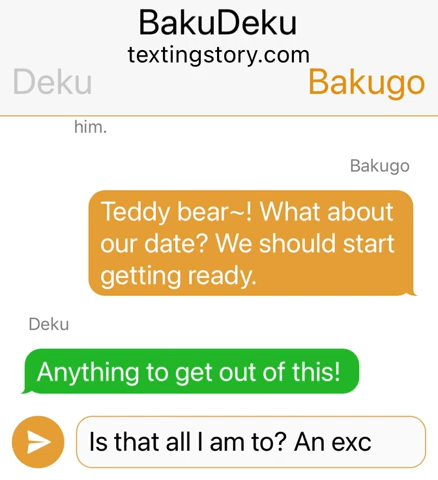 BakuDeku
textingstory.com
Deku Bakugo
him.
Bakugo
Teddy bear~! What about
our date? We should start
getting ready.
Deku
Anything to get out of this!
Is that all I am to? An exc